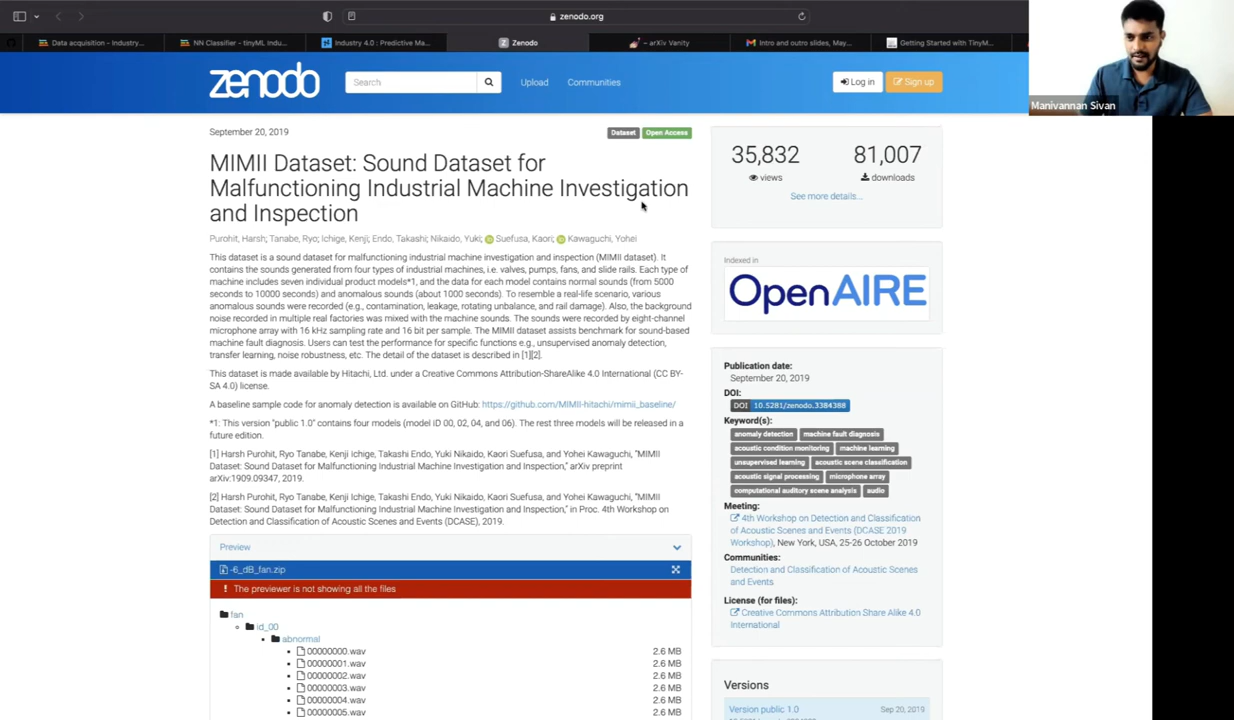 zenodo.org
Data acquisition - Industry...
NN Classifier - tinyML Indu...
Industry 4.0 : Predictive Ma...
Zenodo
– arXiv Vanity
Intro and outro slides, May...
Getting Started with TinyM...
zenodo
Search
Upload
Communities
Log in
Sign up
Manivannan Sivan
September 20, 2019
Dataset
Open Access
MIMII Dataset: Sound Dataset for
Malfunctioning Industrial Machine Investigation
and Inspection
Purohit, Harsh; Tanabe, Ryo; Ichige, Kenji; Endo, Takashi; Nikaido, Yuki; Suefusa, Kaori; Kawaguchi, Yohei
This dataset is a sound dataset for malfunctioning industrial machine investigation and inspection (MIMII dataset). It
contains the sounds generated from four types of industrial machines, i.e. valves, pumps, fans, and slide rails. Each type of
machine includes seven individual product models*1, and the data for each model contains normal sounds (from 5000
seconds to 10000 seconds) and anomalous sounds (about 1000 seconds). To resemble a real-life scenario, various
anomalous sounds were recorded (e.g., contamination, leakage, rotating unbalance, and rail damage). Also, the background
noise recorded in multiple real factories was mixed with the machine sounds. The sounds were recorded by eight-channel
microphone array with 16 kHz sampling rate and 16 bit per sample. The MIMII dataset assists benchmark for sound-based
machine fault diagnosis. Users can test the performance for specific functions e.g., unsupervised anomaly detection,
transfer learning, noise robustness, etc. The detail of the dataset is described in [1][2].
This dataset is made available by Hitachi, Ltd. under a Creative Commons Attribution-ShareAlike 4.0 International (CC BY-
SA 4.0) license.
A baseline sample code for anomaly detection is available on GitHub: https://github.com/MIMII-hitachi/mimii_baseline/
*1: This version "public 1.0" contains four models (model ID 00, 02, 04, and 06). The rest three models will be released in a
future edition.
[1] Harsh Purohit, Ryo Tanabe, Kenji Ichige, Takashi Endo, Yuki Nikaido, Kaori Suefusa, and Yohei Kawaguchi, "MIMII
Dataset: Sound Dataset for Malfunctioning Industrial Machine Investigation and Inspection," arXiv preprint
arXiv:1909.09347, 2019.
[2] Harsh Purohit, Ryo Tanabe, Kenji Ichige, Takashi Endo, Yuki Nikaido, Kaori Suefusa, and Yohei Kawaguchi, "MIMII
Dataset: Sound Dataset for Malfunctioning Industrial Machine Investigation and Inspection," in Proc. 4th Workshop on
Detection and Classification of Acoustic Scenes and Events (DCASE), 2019.
Preview
-6_dB_fan.zip
! The previewer is not showing all the files
fan
id_00
abnormal
00000000.wav 2.6 MB
00000001.wav 2.6 MB
00000002.wav 2.6 MB
00000003.wav 2.6 MB
00000004.wav 2.6 MB
00000005.wav 2.6 MB
35,832
views
81,007
downloads
See more details...
Indexed in
OpenAIRE
Publication date:
September 20, 2019
DOI:
DOI 10.5281/zenodo.3384388
Keyword(s):
anomaly detection machine fault diagnosis
acoustic condition monitoring machine learning
unsupervised learning acoustic scene classification
acoustic signal processing microphone array
computational auditory scene analysis audio
Meeting:
4th Workshop on Detection and Classification
of Acoustic Scenes and Events (DCASE 2019
Workshop), New York, USA, 25-26 October 2019
Communities:
Detection and Classification of Acoustic Scenes
and Events
License (for files):
Creative Commons Attribution Share Alike 4.0
International
Versions
Version public 1.0 Sep 20, 2019